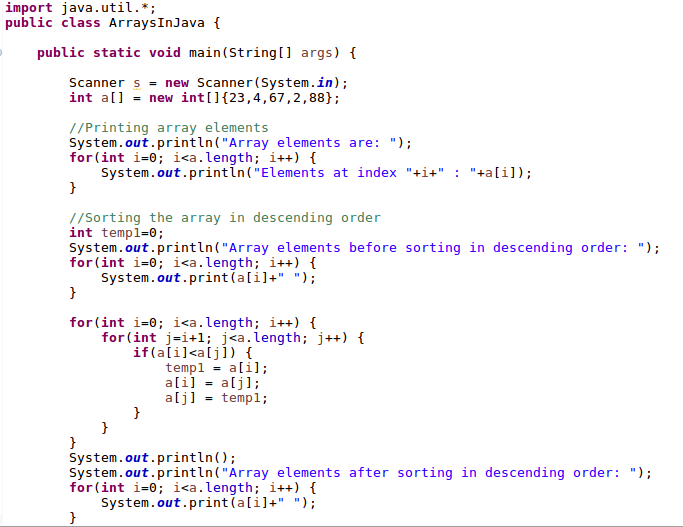 import java.util.*;
public class ArraysInJava {
public static void main(String[] args) {
Scanner s = new Scanner(System.in);
int a[] = new int[]{23,4,67,2,88};
//Printing array elements
System.out.println("Array elements are: ");
for(int i=0; i<a.length; i++) {
System.out.println("Elements at index "+i+" : "+a[i]);
}
//Sorting the array in descending order
int temp1=0;
System.out.println("Array elements before sorting in descending order: ");
for(int i=0; i<a.length; i++) {
System.out.print(a[i]+" ");
}
for(int i=0; i<a.length; i++) {
for(int j=i+1; j<a.length; j++) {
if(a[i]<a[j]) {
temp1 = a[i];
a[i] = a[j];
a[j] = temp1;
}
}
}
System.out.println();
System.out.println("Array elements after sorting in descending order: ");
for(int i=0; i<a.length; i++) {
System.out.print(a[i]+" ");
}